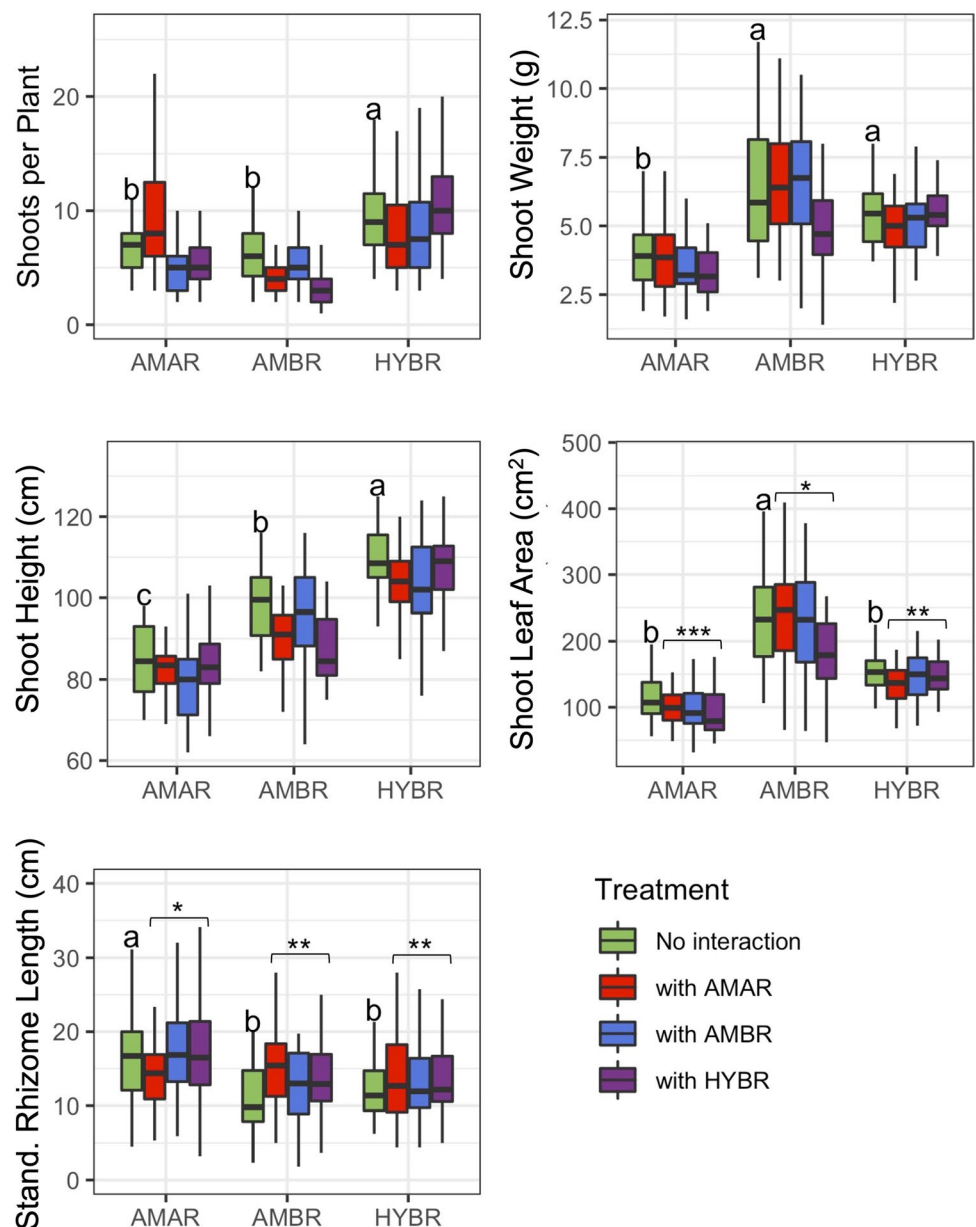 Shoots per Plant
20
10
0
b
b
a
AMAR
AMBR
HYBR
Shoot Weight (g)
12.5
10.0
7.5
5.0
2.5
b
a
a
AMAR
AMBR
HYBR
Shoot Height (cm)
120
100
80
60
c
b
a
AMAR
AMBR
HYBR
Shoot Leaf Area (cm²)
500
400
300
200
100
b
***
a
*
b
**
AMAR
AMBR
HYBR
Stand. Rhizome Length (cm)
40
30
20
10
0
a
*
b
**
b
**
AMAR
AMBR
HYBR
Treatment
No interaction
with AMAR
with AMBR
with HYBR